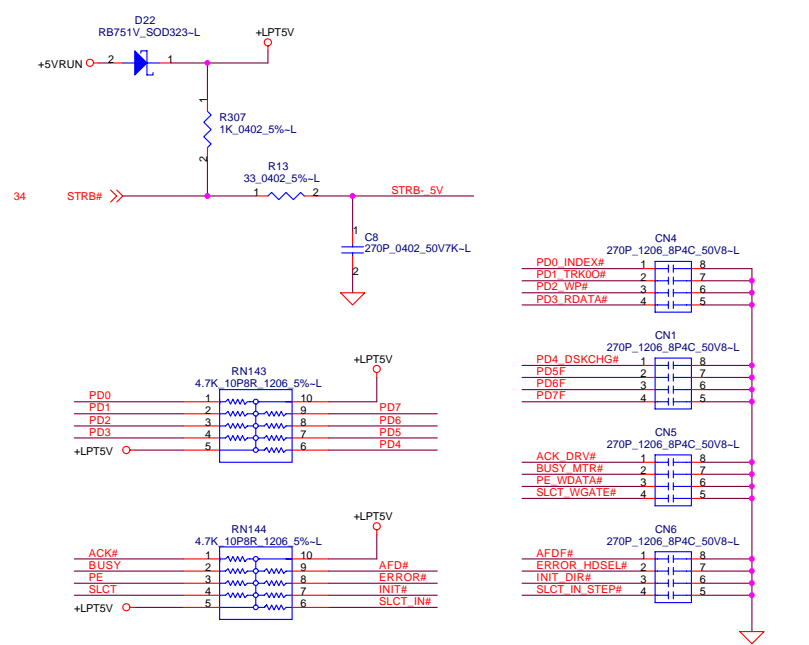 D22
RB751V_SOD323~L
+LPT5V
+5VRUN
2
1
1
R307
1K_0402_5%~L
2
R13
33_0402_5%~L
34
STRB#
1
2
STRB-_5V
1
C8
270P_0402_50V7K~L
2
CN4
270P_1206_8P4C_50V8~L
PD0_INDEX# 1 8
PD1_TRK0O# 2 7
PD2_WP# 3 6
PD3_RDATA# 4 5
CN1
270P_1206_8P4C_50V8~L
PD4_DSKCHG# 1 8
PD5F 2 7
PD6F 3 6
PD7F 4 5
+LPT5V
RN143
4.7K_10P8R_1206_5%~L
PD0 1 10
PD1 2 9 PD7
PD2 3 8 PD6
PD3 4 7 PD5
+LPT5V 5 6 PD4
CN5
270P_1206_8P4C_50V8~L
ACK_DRV# 1 8
BUSY_MTR# 2 7
PE_WDATA# 3 6
SLCT_WGATE# 4 5
+LPT5V
RN144
4.7K_10P8R_1206_5%~L
ACK# 1 10
BUSY 2 9 AFD#
PE 3 8 ERROR#
SLCT 4 7 INIT#
+LPT5V 5 6 SLCT_IN#
CN6
270P_1206_8P4C_50V8~L
AFDF# 1 8
ERROR_HDSEL# 2 7
INIT_DIR# 3 6
SLCT_IN_STEP# 4 5